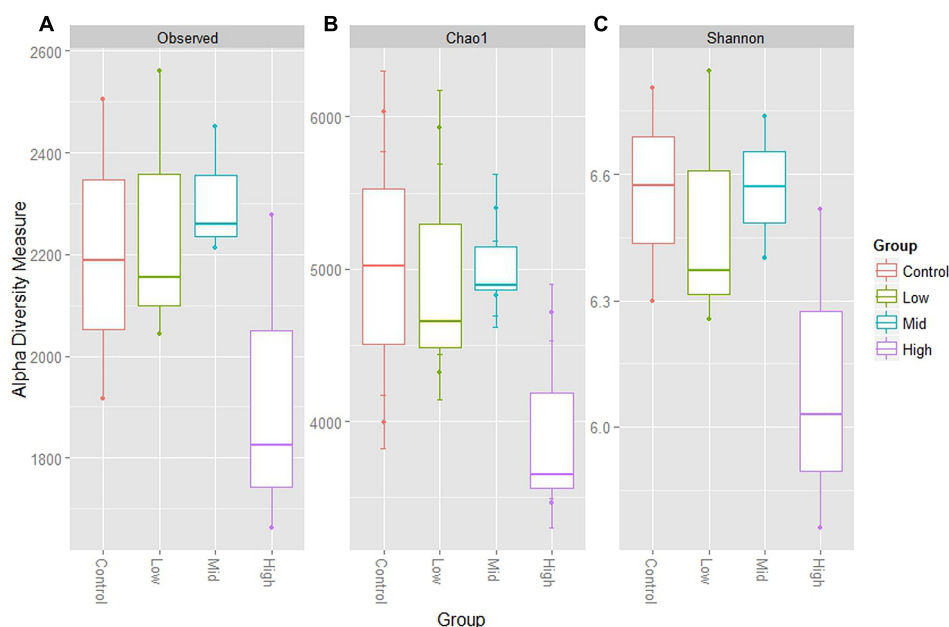 A
B
C
Observed
Chao1
Shannon
Alpha Diversity Measure
2600
2400
2200
2000
1800
6000
5000
4000
6.6
6.3
6.0
Control
Low
Mid
High
Control
Low
Mid
High
Control
Low
Mid
High
Group
Group
Control
Low
Mid
High